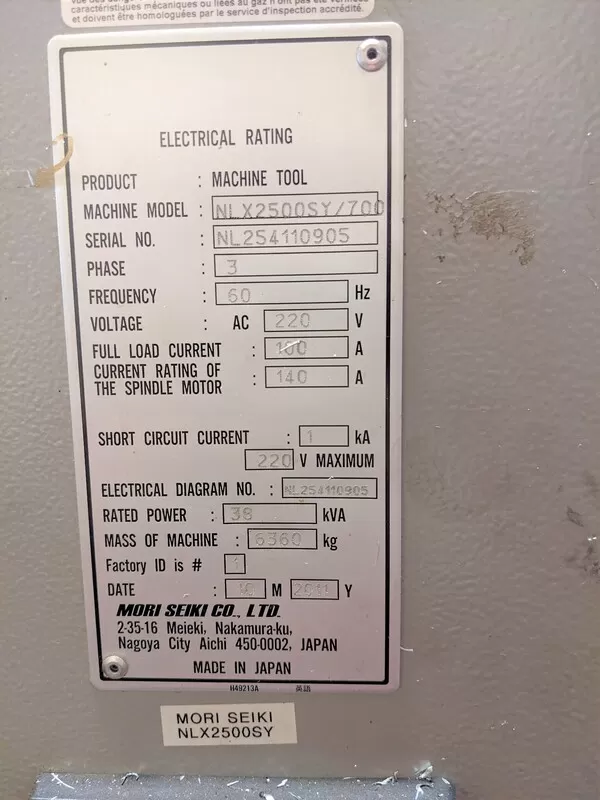 caractéristiques mécaniques ou liées au gaz n'ont pas été vérifiées
et doivent être homologuées par le service d'inspection accrédité.
ELECTRICAL RATING
PRODUCT : MACHINE TOOL
MACHINE MODEL : NLX2500SY/700
SERIAL NO. : NL254110905
PHASE : 3
FREQUENCY : 60 Hz
VOLTAGE : AC 220 V
FULL LOAD CURRENT : 100 A
CURRENT RATING OF
THE SPINDLE MOTOR : 140 A
SHORT CIRCUIT CURRENT : 1 kA
220 V MAXIMUM
ELECTRICAL DIAGRAM NO. : NL254110905
RATED POWER : 38 kVA
MASS OF MACHINE : 6360 kg
Factory ID is # 1
DATE : 10 M 2011 Y
MORI SEIKI CO., LTD.
2-35-16 Meieki, Nakamura-ku,
Nagoya City Aichi 450-0002, JAPAN
MADE IN JAPAN
H49213A 英語
MORI SEIKI
NLX2500SY